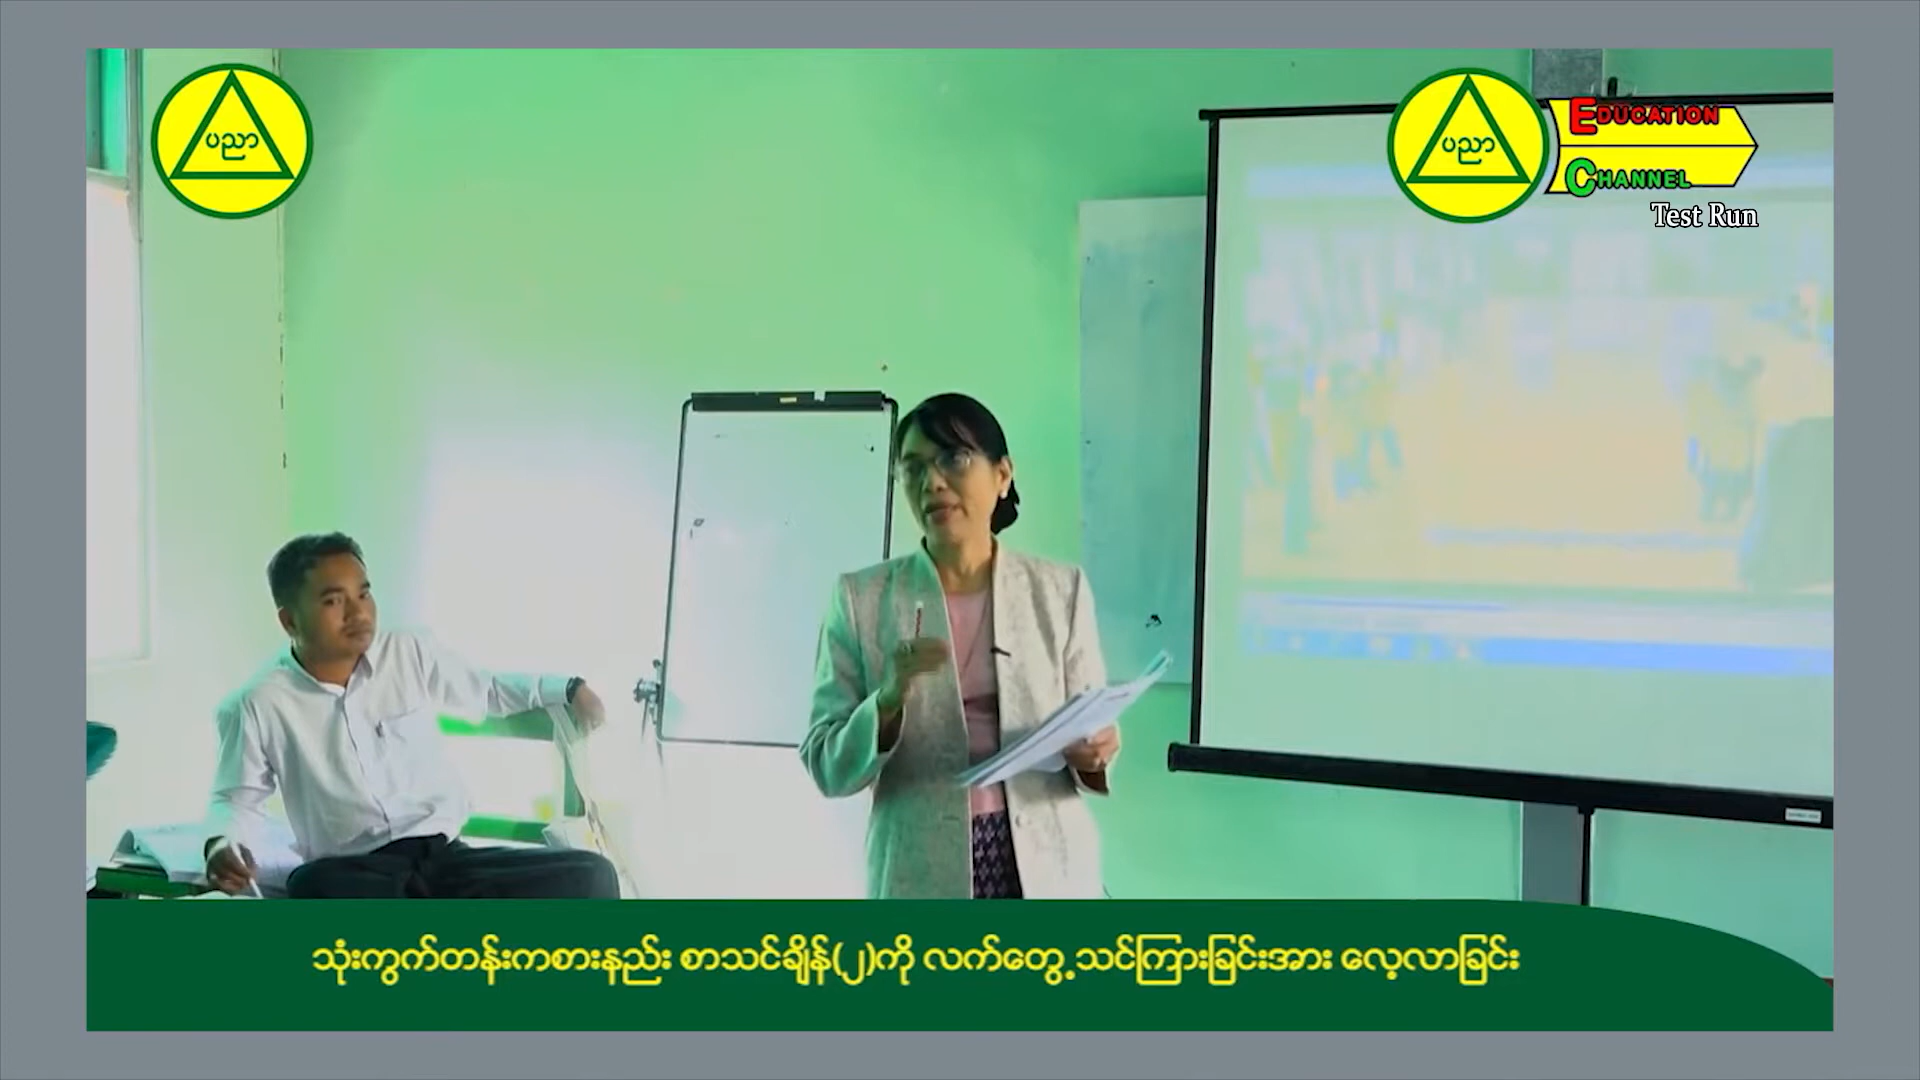 ပညာ
ပညာ
EDUCATION
CHANNEL
Test Run
သုံးကွက်တန်းကစားနည်း စာသင်ချိန်(၂)ကို လက်တွေ့သင်ကြားခြင်းအား လေ့လာခြင်း